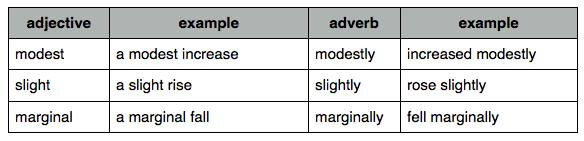 adjective example adverb example
modest a modest increase modestly increased modestly
slight a slight rise slightly rose slightly
marginal a marginal fall marginally fell marginally